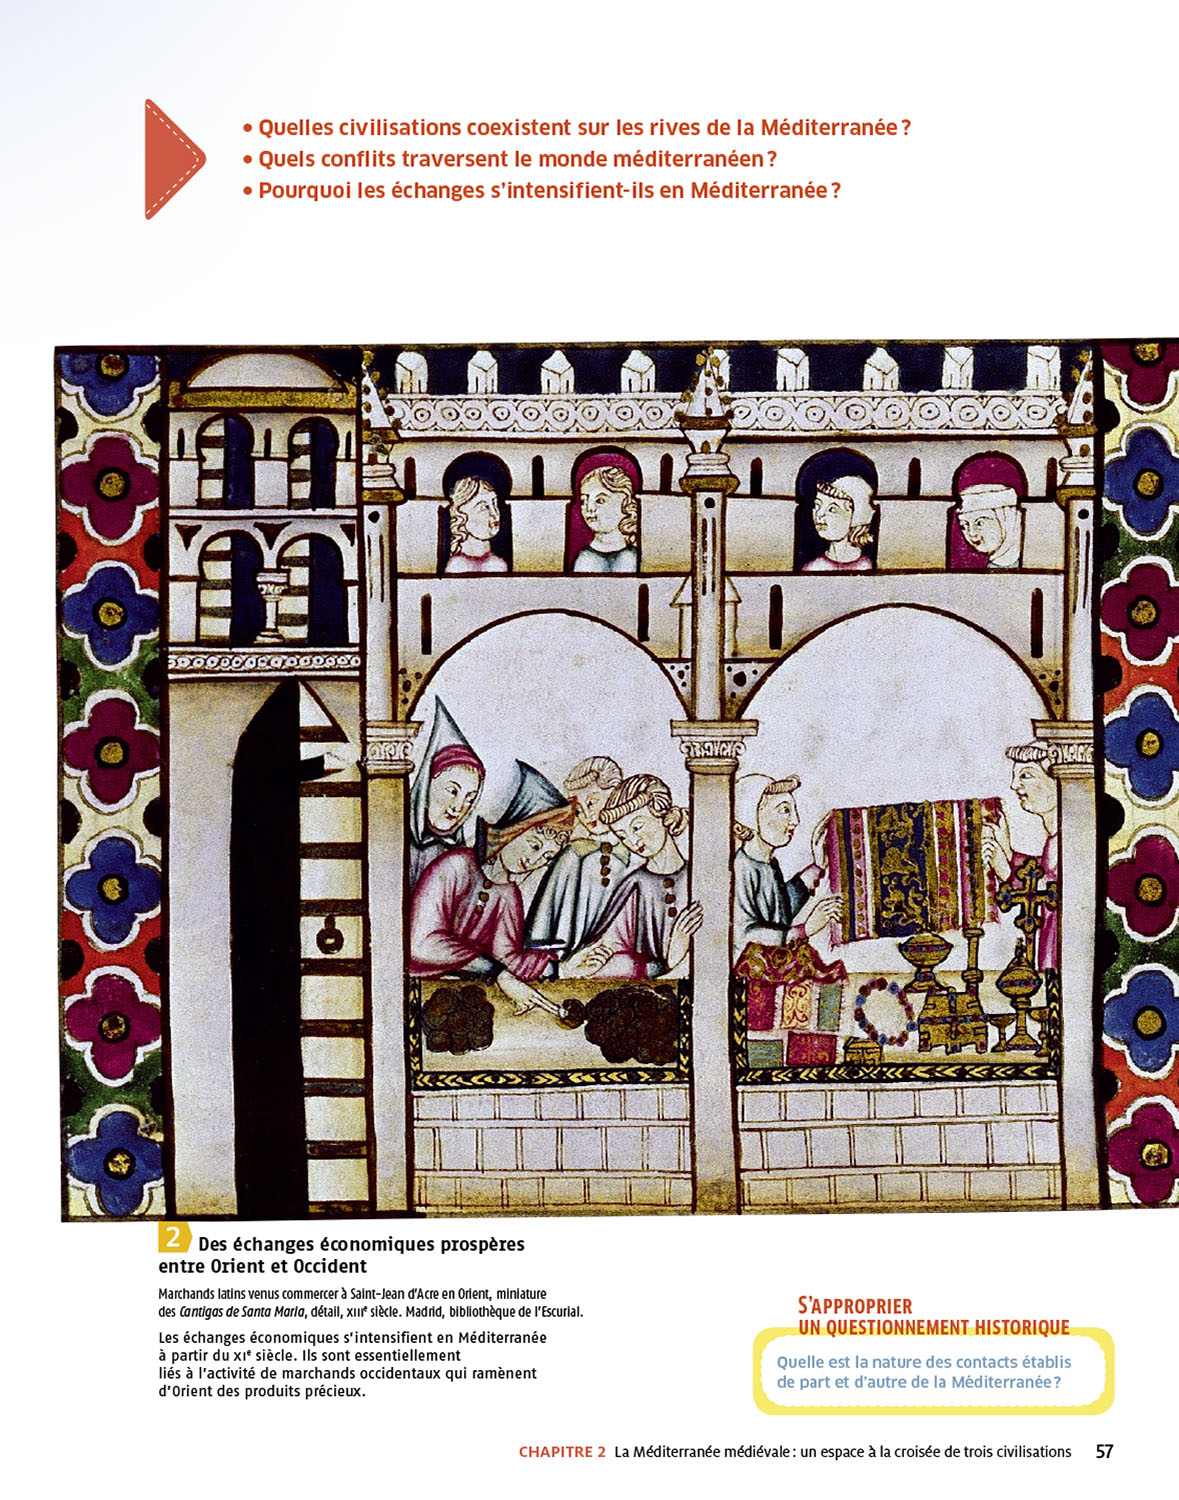 • Quelles civilisations coexistent sur les rives de la Méditerranée ?
• Quels conflits traversent le monde méditerranéen ?
• Pourquoi les échanges s'intensifient-ils en Méditerranée ?
2 Des échanges économiques prospères
entre Orient et Occident
Marchands latins venus commercer à Saint-Jean d'Acre en Orient, miniature
des Cantigas de Santa Maria, détail, XIIIe siècle. Madrid, bibliothèque de l'Escurial.
Les échanges économiques s'intensifient en Méditerranée
à partir du XIe siècle. Ils sont essentiellement
liés à l'activité de marchands occidentaux qui ramènent
d'Orient des produits précieux.
S'APPROPRIER
UN QUESTIONNEMENT HISTORIQUE
Quelle est la nature des contacts établis
de part et d'autre de la Méditerranée ?
CHAPITRE 2 La Méditerranée médiévale : un espace à la croisée de trois civilisations 57